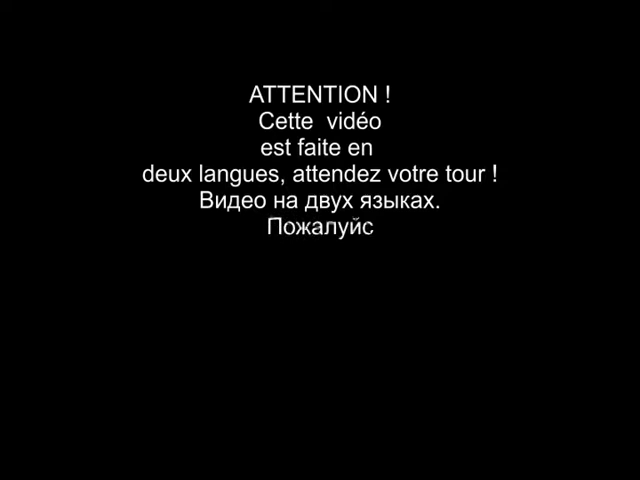 ATTENTION !
Cette vidéo
est faite en
deux langues, attendez votre tour !
Видео на двух языках.
Пожалуйс